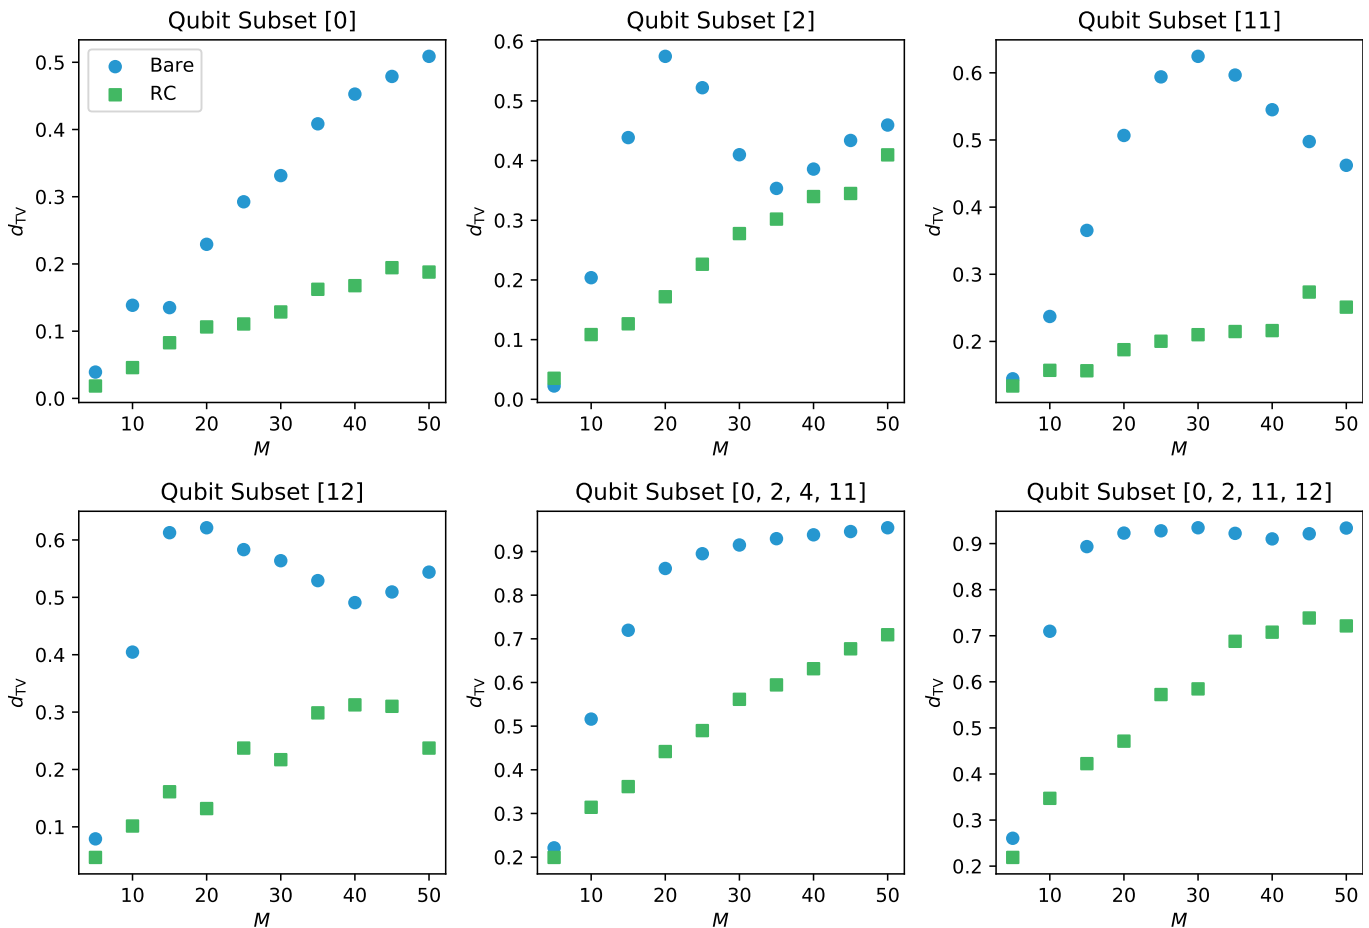 Qubit Subset [0]
Bare
RC
0.5
0.4
0.3
0.2
0.1
0.0
d_TV
10 20 30 40 50
M
Qubit Subset [2]
0.6
0.5
0.4
0.3
0.2
0.1
0.0
d_TV
10 20 30 40 50
M
Qubit Subset [11]
0.6
0.5
0.4
0.3
0.2
d_TV
10 20 30 40 50
M
Qubit Subset [12]
0.6
0.5
0.4
0.3
0.2
0.1
d_TV
10 20 30 40 50
M
Qubit Subset [0, 2, 4, 11]
0.9
0.8
0.7
0.6
0.5
0.4
0.3
0.2
d_TV
10 20 30 40 50
M
Qubit Subset [0, 2, 11, 12]
0.9
0.8
0.7
0.6
0.5
0.4
0.3
0.2
d_TV
10 20 30 40 50
M